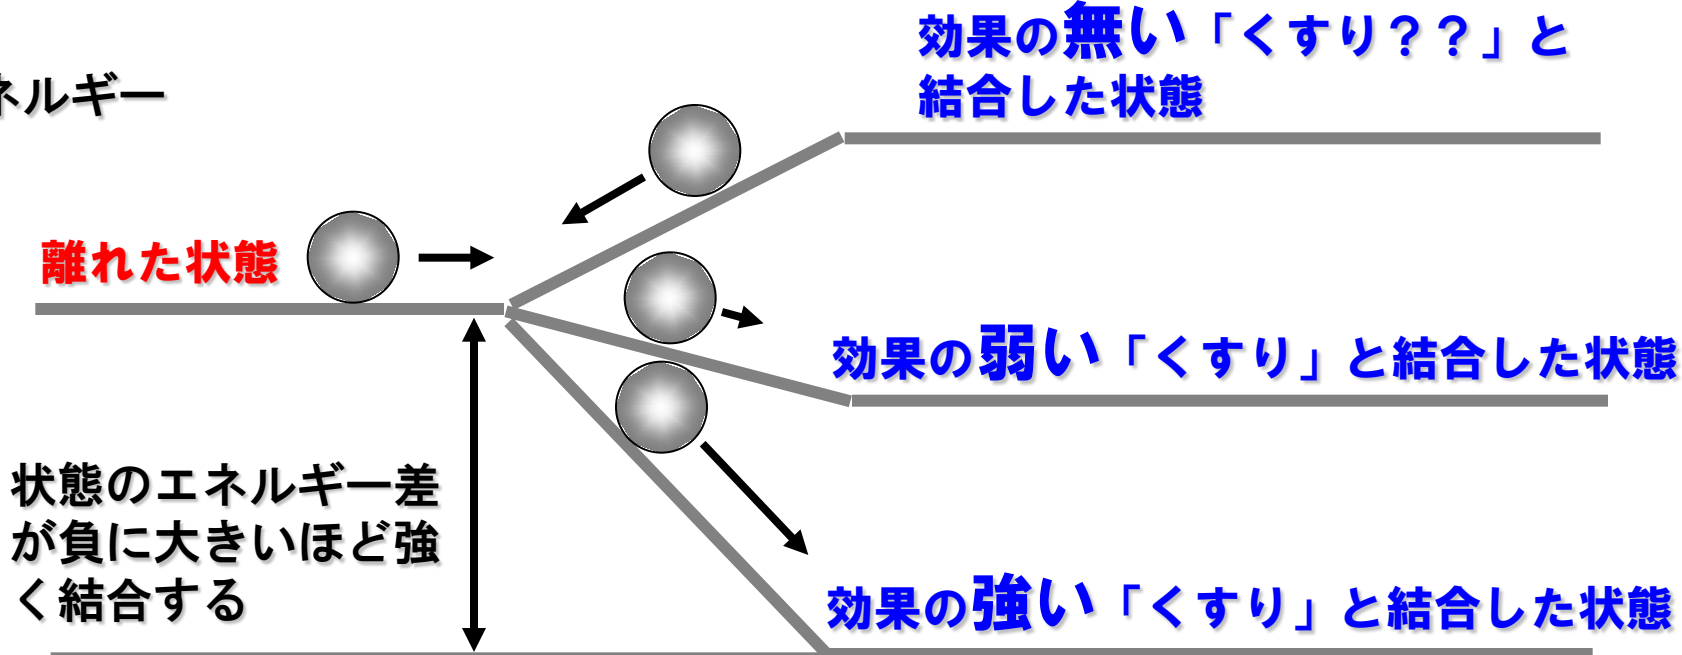 効果の無い「くすり？？」と
結合した状態
ネルギー
離れた状態
効果の弱い「くすり」と結合した状態
状態のエネルギー差
が負に大きいほど強
く結合する
効果の強い「くすり」と結合した状態